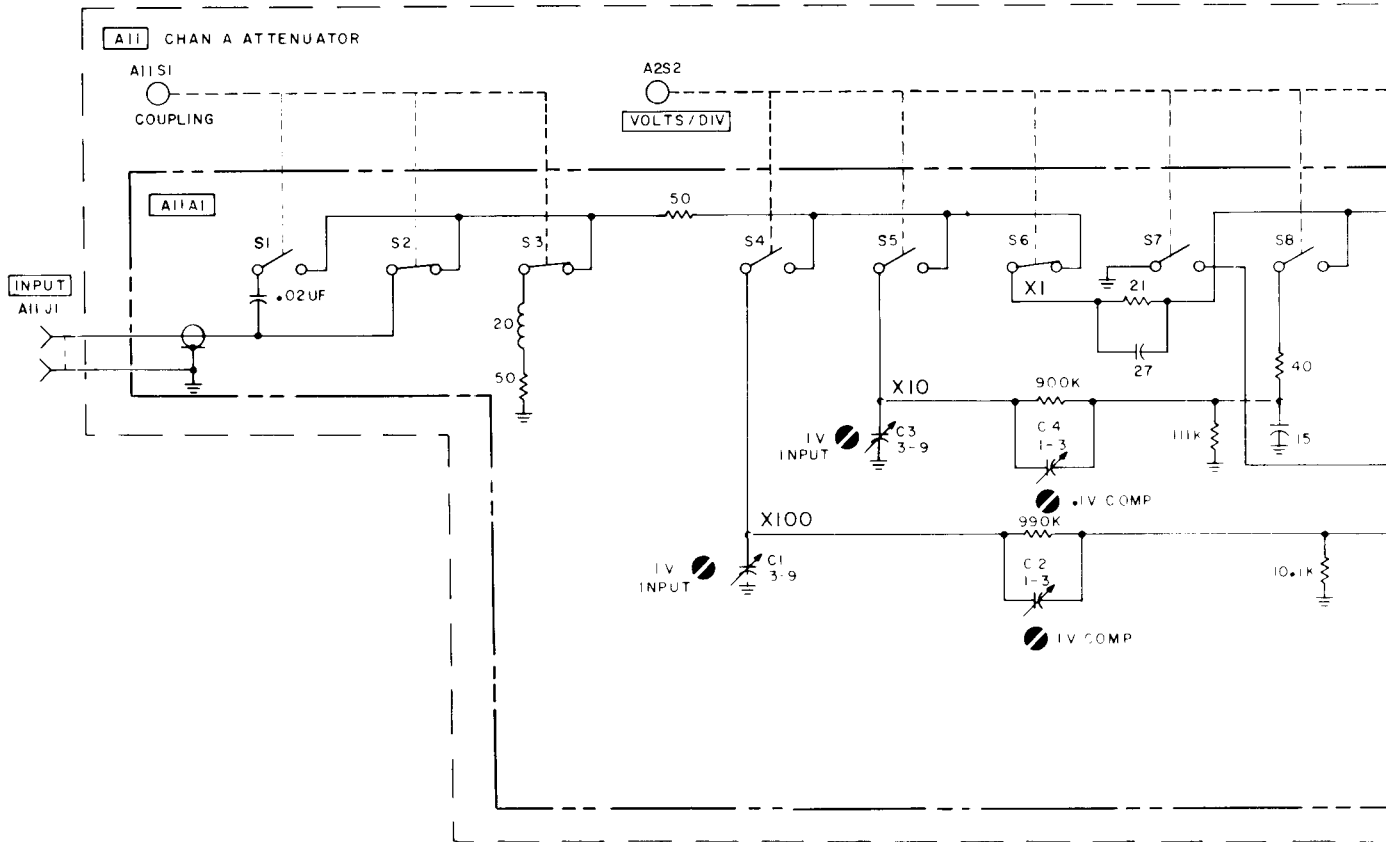 A11 CHAN A ATTENUATOR
A11S1
COUPLING
A2S2
VOLTS/DIV
A11A1
50
S1
S2
S3
S4
S5
S6
S7
S8
INPUT
A11J1
.02UF
20
50
X1
21
27
40
X10
900K
111K
15
1V
INPUT
C3
3-9
C4
1-3
.1V COMP
X100
990K
1V
INPUT
C1
3-9
C2
1-3
10.1K
1V COMP